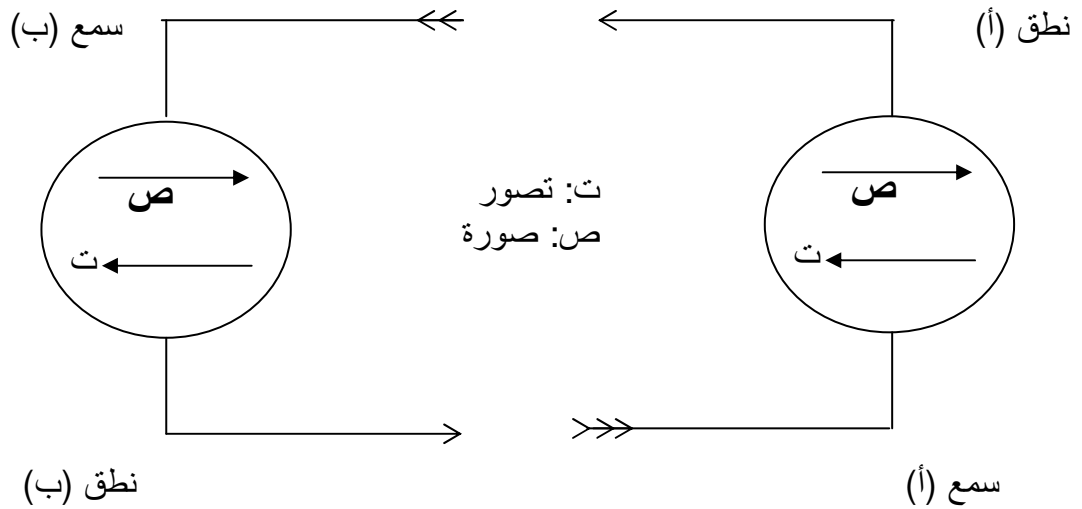 نطق (أ)
سمع (ب)
ص
ص
ت: تصور
ص: صورة
ت
ت
سمع (أ)
نطق (ب)